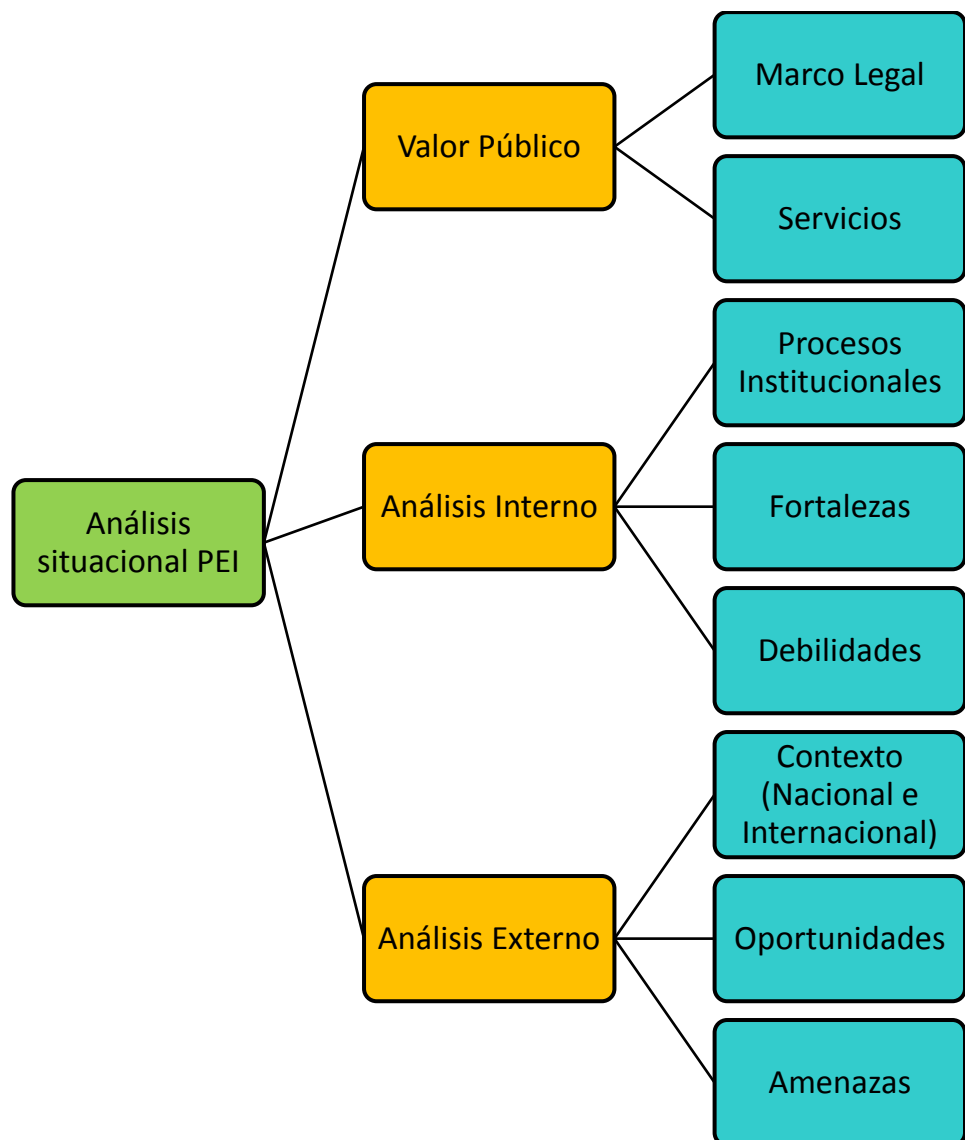 Análisis
situacional PEI
Valor Público
Marco Legal
Servicios
Análisis Interno
Procesos
Institucionales
Fortalezas
Debilidades
Análisis Externo
Contexto
(Nacional e
Internacional)
Oportunidades
Amenazas